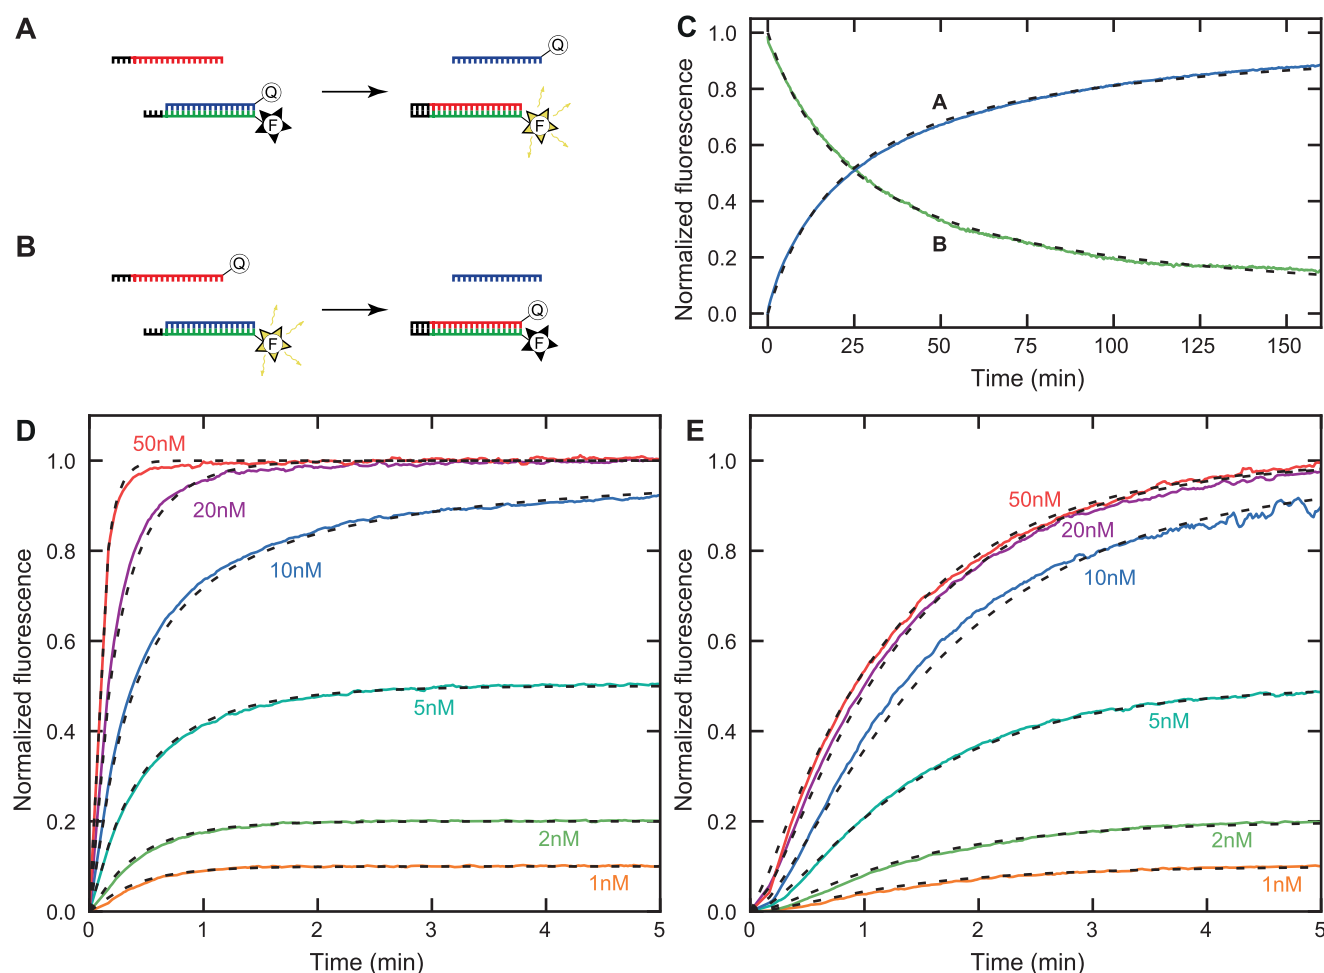 A
Q
Q
F
F
B
Q
Q
F
F
C
Normalized fluorescence
1.0
0.8
0.6
0.4
0.2
0.0
A
B
0
25
50
75
100
125
150
Time (min)
D
Normalized fluorescence
1.0
0.8
0.6
0.4
0.2
0.0
50nM
20nM
10nM
5nM
2nM
1nM
0
1
2
3
4
5
Time (min)
E
Normalized fluorescence
1.0
0.8
0.6
0.4
0.2
0.0
50nM
20nM
10nM
5nM
2nM
1nM
0
1
2
3
4
5
Time (min)